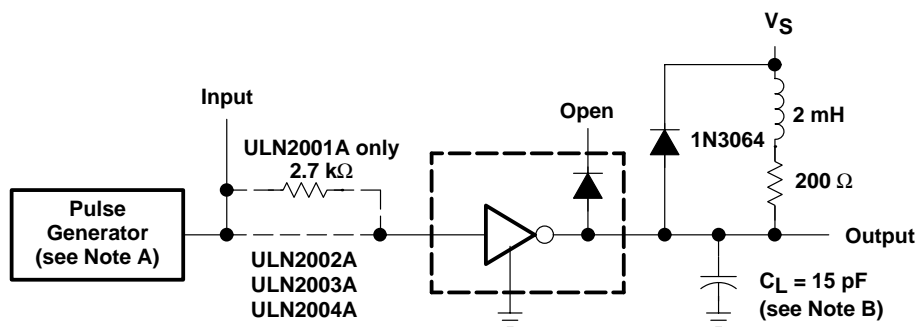 VS
Input
Open
2 mH
ULN2001A only
1N3064
2.7 kΩ
200 Ω
Pulse
Generator
(see Note A)
Output
ULN2002A
ULN2003A
ULN2004A
CL = 15 pF
(see Note B)